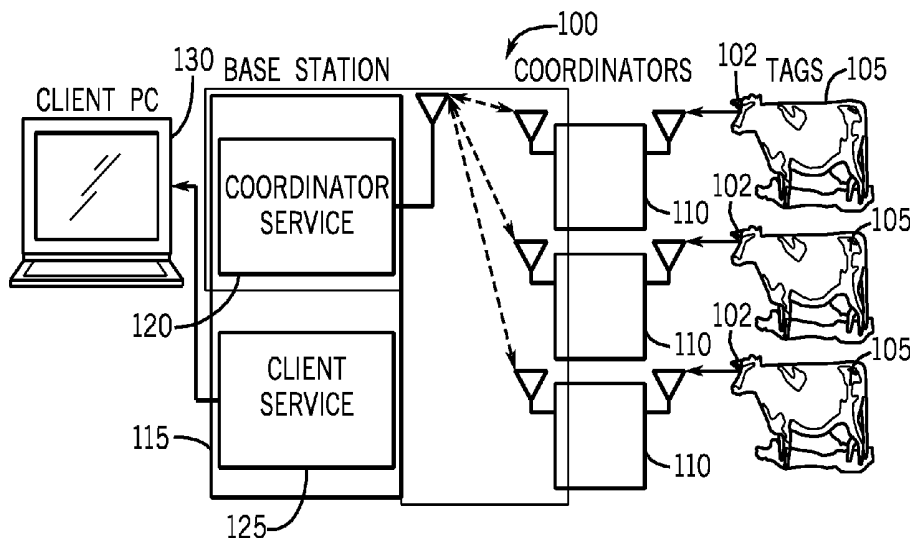 100
130
BASE STATION
COORDINATORS
102
TAGS
105
CLIENT PC
COORDINATOR
SERVICE
110
102
105
120
110
102
105
CLIENT
SERVICE
115
110
125